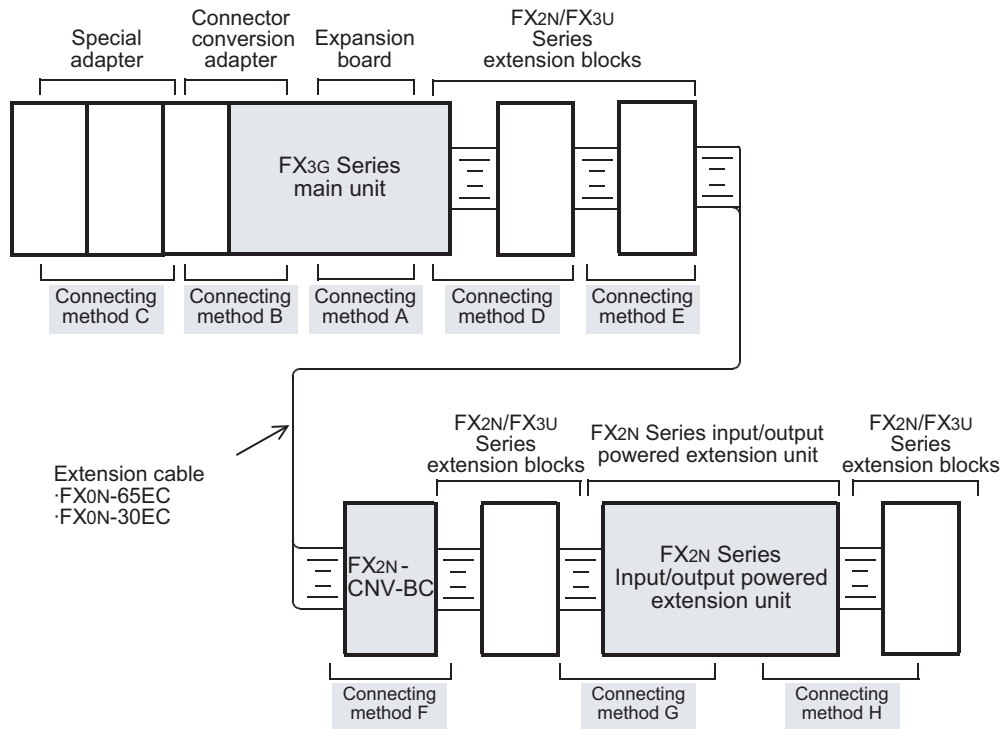 Special
adapter
Connector
conversion
adapter
Expansion
board
FX2N/FX3U
Series
extension blocks
FX3G Series
main unit
Connecting
method C
Connecting
method B
Connecting
method A
Connecting
method D
Connecting
method E
Extension cable
·FX0N-65EC
·FX0N-30EC
FX2N/FX3U
Series
extension blocks
FX2N Series input/output
powered extension unit
FX2N/FX3U
Series
extension blocks
FX2N -
CNV-BC
FX2N Series
Input/output powered
extension unit
Connecting
method F
Connecting
method G
Connecting
method H